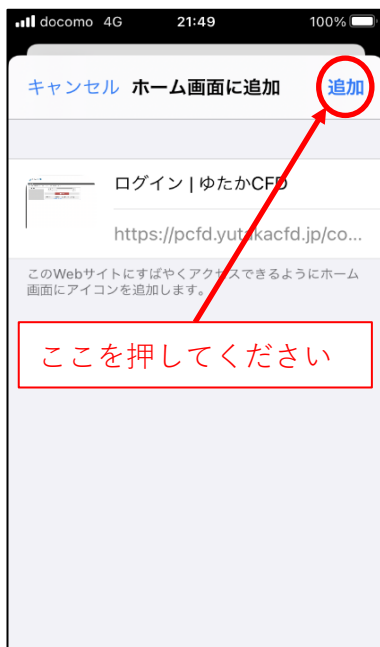 docomo 4G 21:49 100%
キャンセル ホーム画面に追加 追加
ログイン | ゆたかCFD
https://pcfd.yutakacfd.jp/co...
このWebサイトにすばやくアクセスできるようにホーム
画面にアイコンを追加します。
ここを押してください